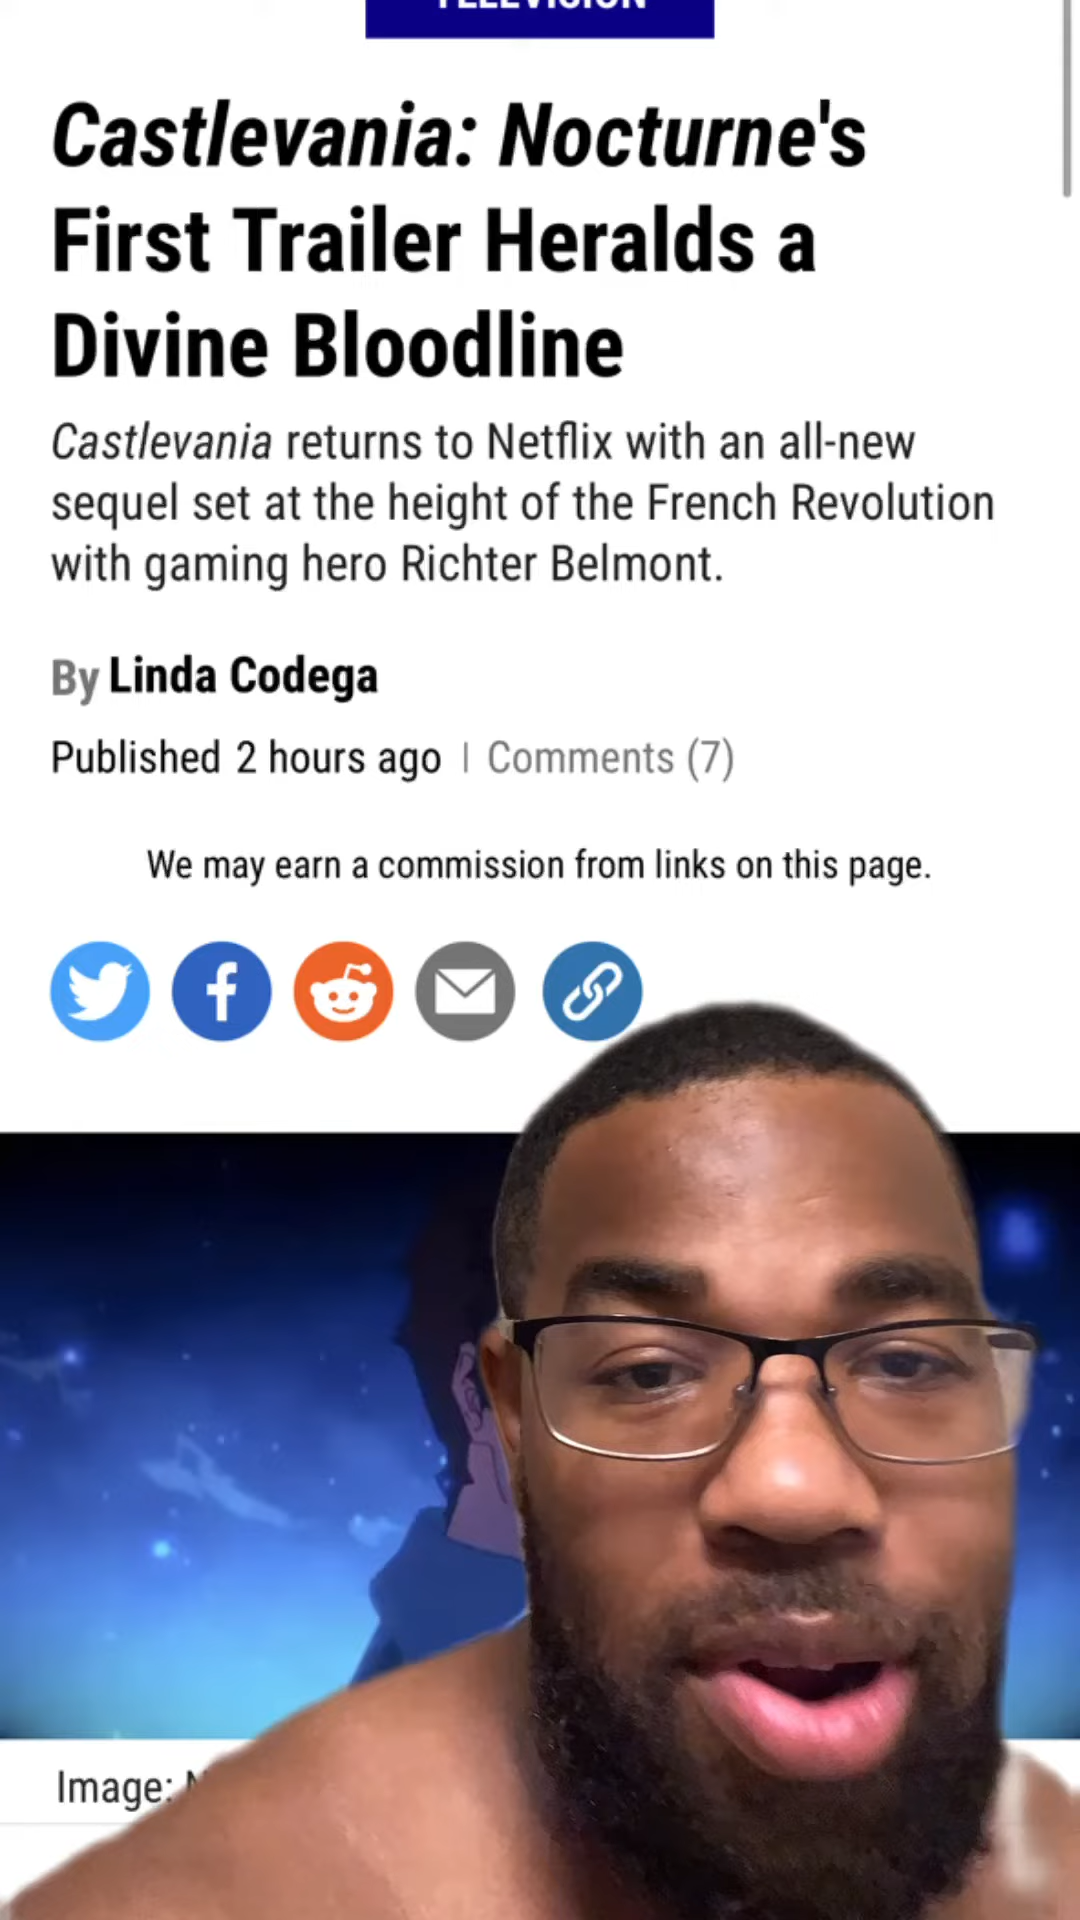 TELEVISION
Castlevania: Nocturne's
First Trailer Heralds a
Divine Bloodline
Castlevania returns to Netflix with an all-new
sequel set at the height of the French Revolution
with gaming hero Richter Belmont.
By Linda Codega
Published 2 hours ago | Comments (7)
We may earn a commission from links on this page.
Image: